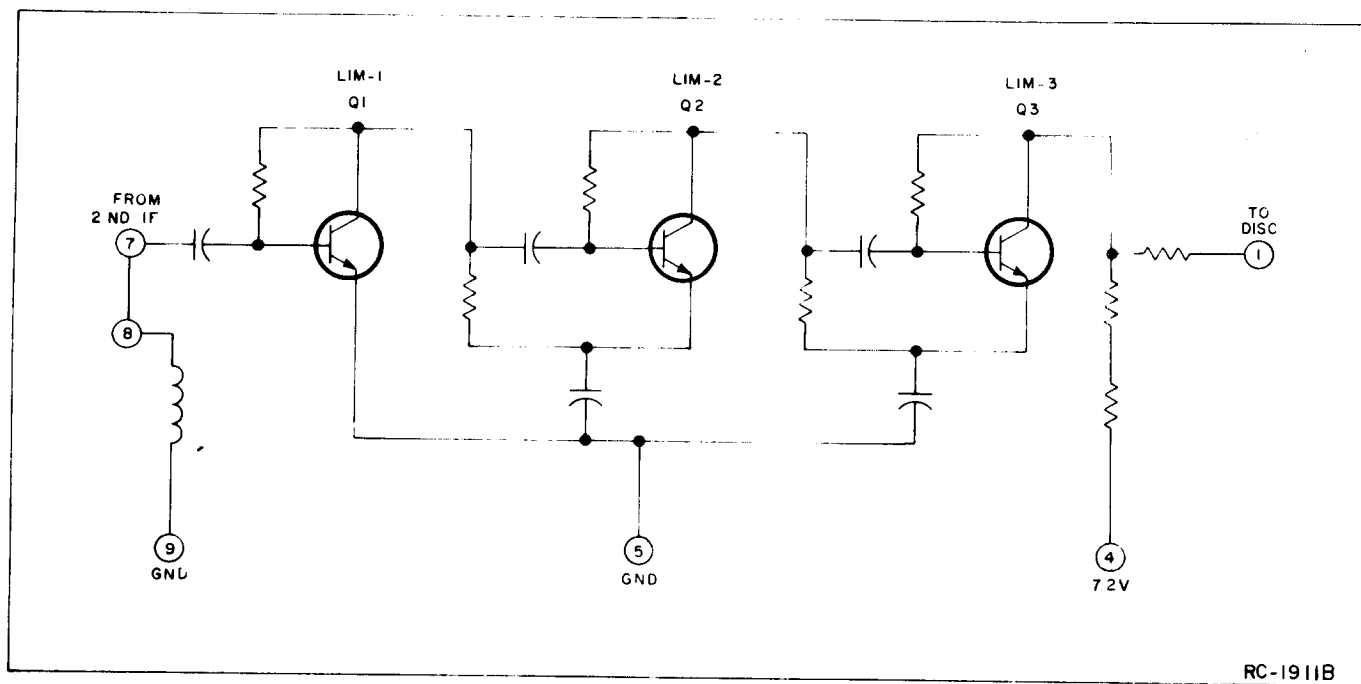 LIM-1
Q1
LIM-2
Q2
LIM-3
Q3
FROM
2 ND IF
7
8
9
GND
5
GND
TO
DISC
1
4
7.2V
RC-1911B